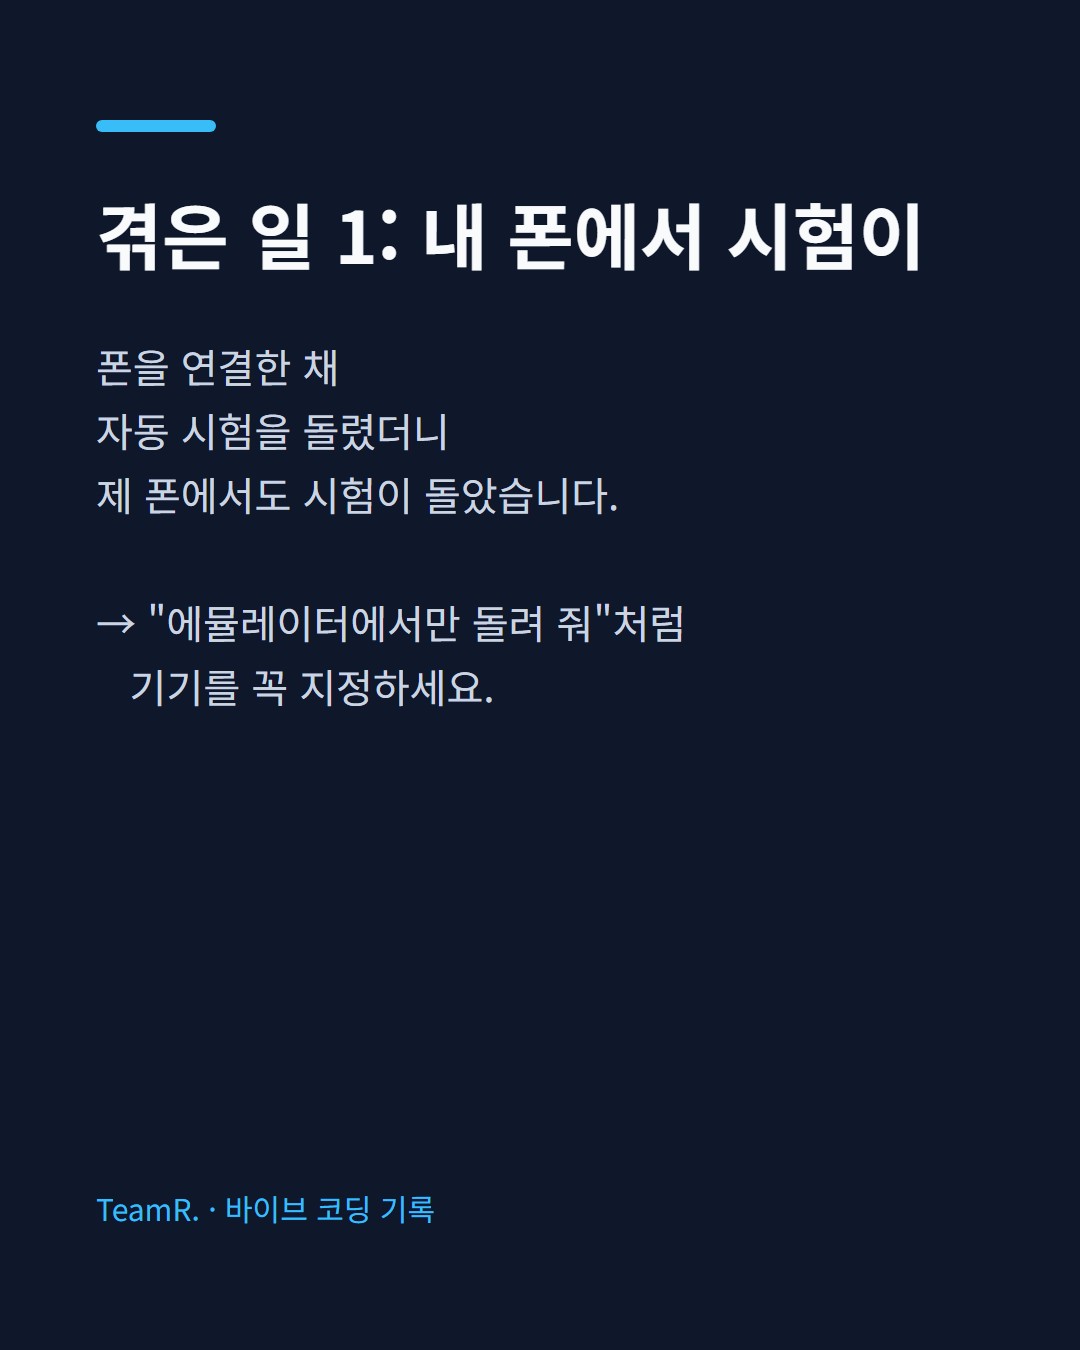 겪은 일 1: 내 폰에서 시험이
폰을 연결한 채
자동 시험을 돌렸더니
제 폰에서도 시험이 돌았습니다.
→ "에뮬레이터에서만 돌려 줘"처럼
기기를 꼭 지정하세요.
TeamR. · 바이브 코딩 기록